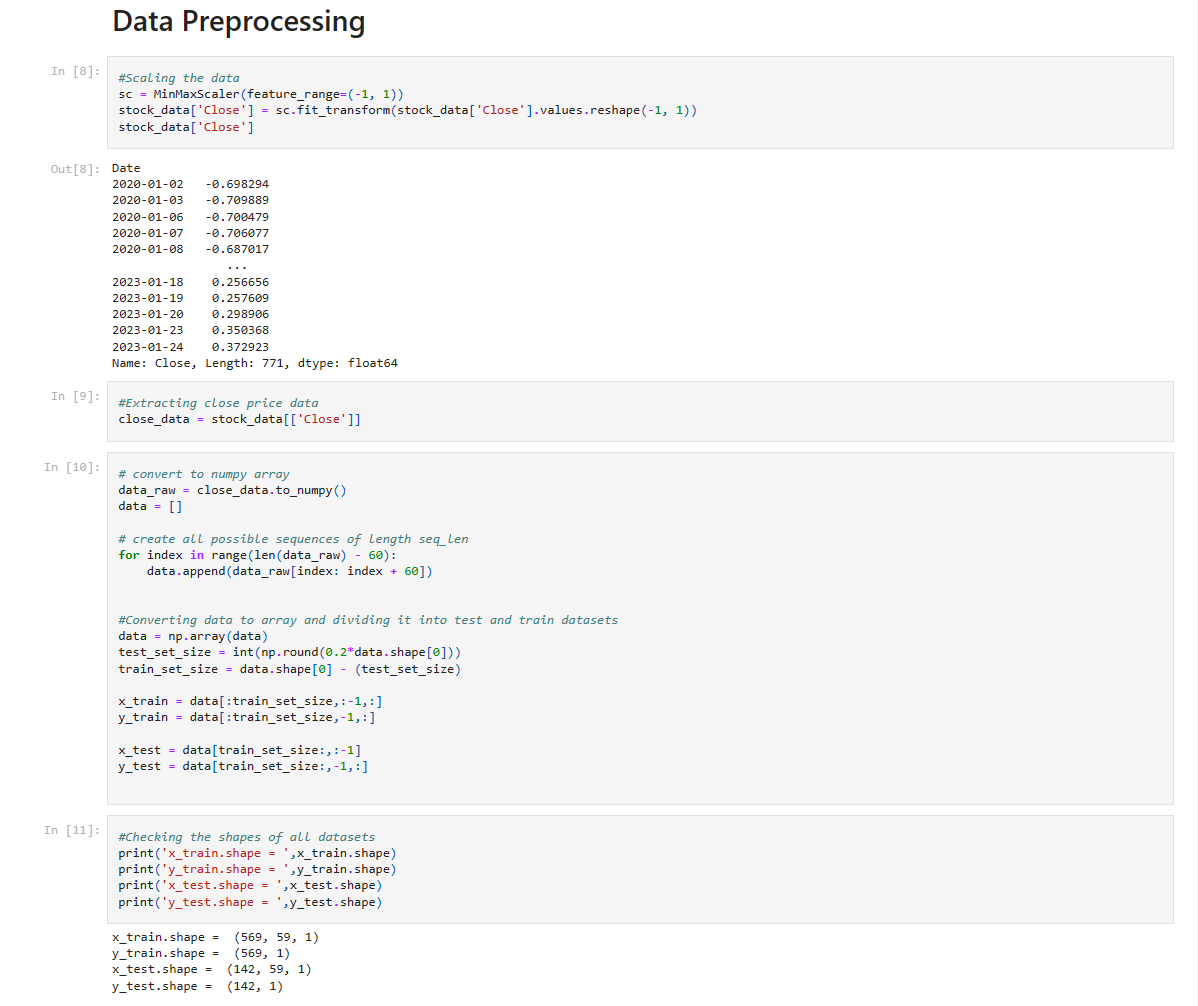 Data Preprocessing
In [8]:
#Scaling the data
sc = MinMaxScaler(feature_range=(-1, 1))
stock_data['Close'] = sc.fit_transform(stock_data['Close'].values.reshape(-1, 1))
stock_data['Close']
Out[8]:
Date
2020-01-02   -0.698294
2020-01-03   -0.709889
2020-01-06   -0.700479
2020-01-07   -0.706077
2020-01-08   -0.687017
                ...
2023-01-18    0.256656
2023-01-19    0.257609
2023-01-20    0.298906
2023-01-23    0.350368
2023-01-24    0.372923
Name: Close, Length: 771, dtype: float64
In [9]:
#Extracting close price data
close_data = stock_data[['Close']]
In [10]:
# convert to numpy array
data_raw = close_data.to_numpy()
data = []
# create all possible sequences of length seq_len
for index in range(len(data_raw) - 60):
    data.append(data_raw[index: index + 60])
#Converting data to array and dividing it into test and train datasets
data = np.array(data)
test_set_size = int(np.round(0.2*data.shape[0]))
train_set_size = data.shape[0] - (test_set_size)
x_train = data[:train_set_size,:-1,:]
y_train = data[:train_set_size,-1,:]
x_test = data[train_set_size:,:-1]
y_test = data[train_set_size:,-1,:]
In [11]:
#Checking the shapes of all datasets
print('x_train.shape = ',x_train.shape)
print('y_train.shape = ',y_train.shape)
print('x_test.shape = ',x_test.shape)
print('y_test.shape = ',y_test.shape)
x_train.shape =  (569, 59, 1)
y_train.shape =  (569, 1)
x_test.shape =  (142, 59, 1)
y_test.shape =  (142, 1)